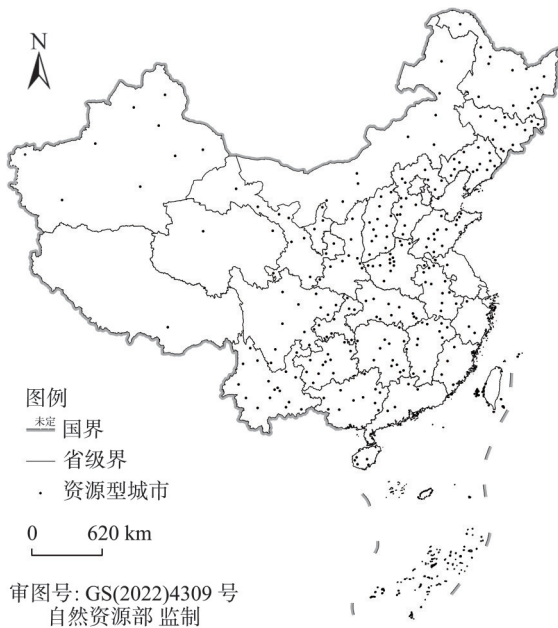 N
图例
未定 国界
省级界
资源型城市
0 620 km
审图号: GS(2022)4309 号
自然资源部 监制